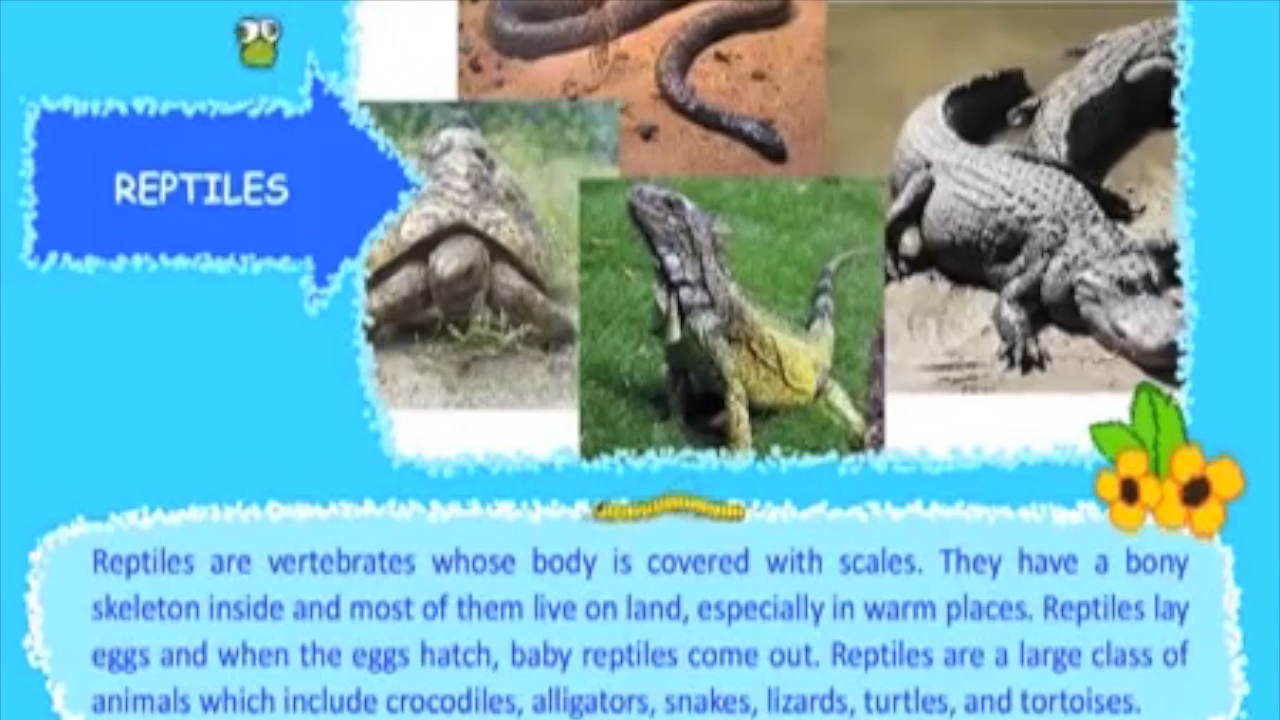 REPTILES
Reptiles are vertebrates whose body is covered with scales. They have a bony
skeleton inside and most of them live on land, especially in warm places. Reptiles lay
eggs and when the eggs hatch, baby reptiles come out. Reptiles are a large class of
animals which include crocodiles, alligators, snakes, lizards, turtles, and tortoises.